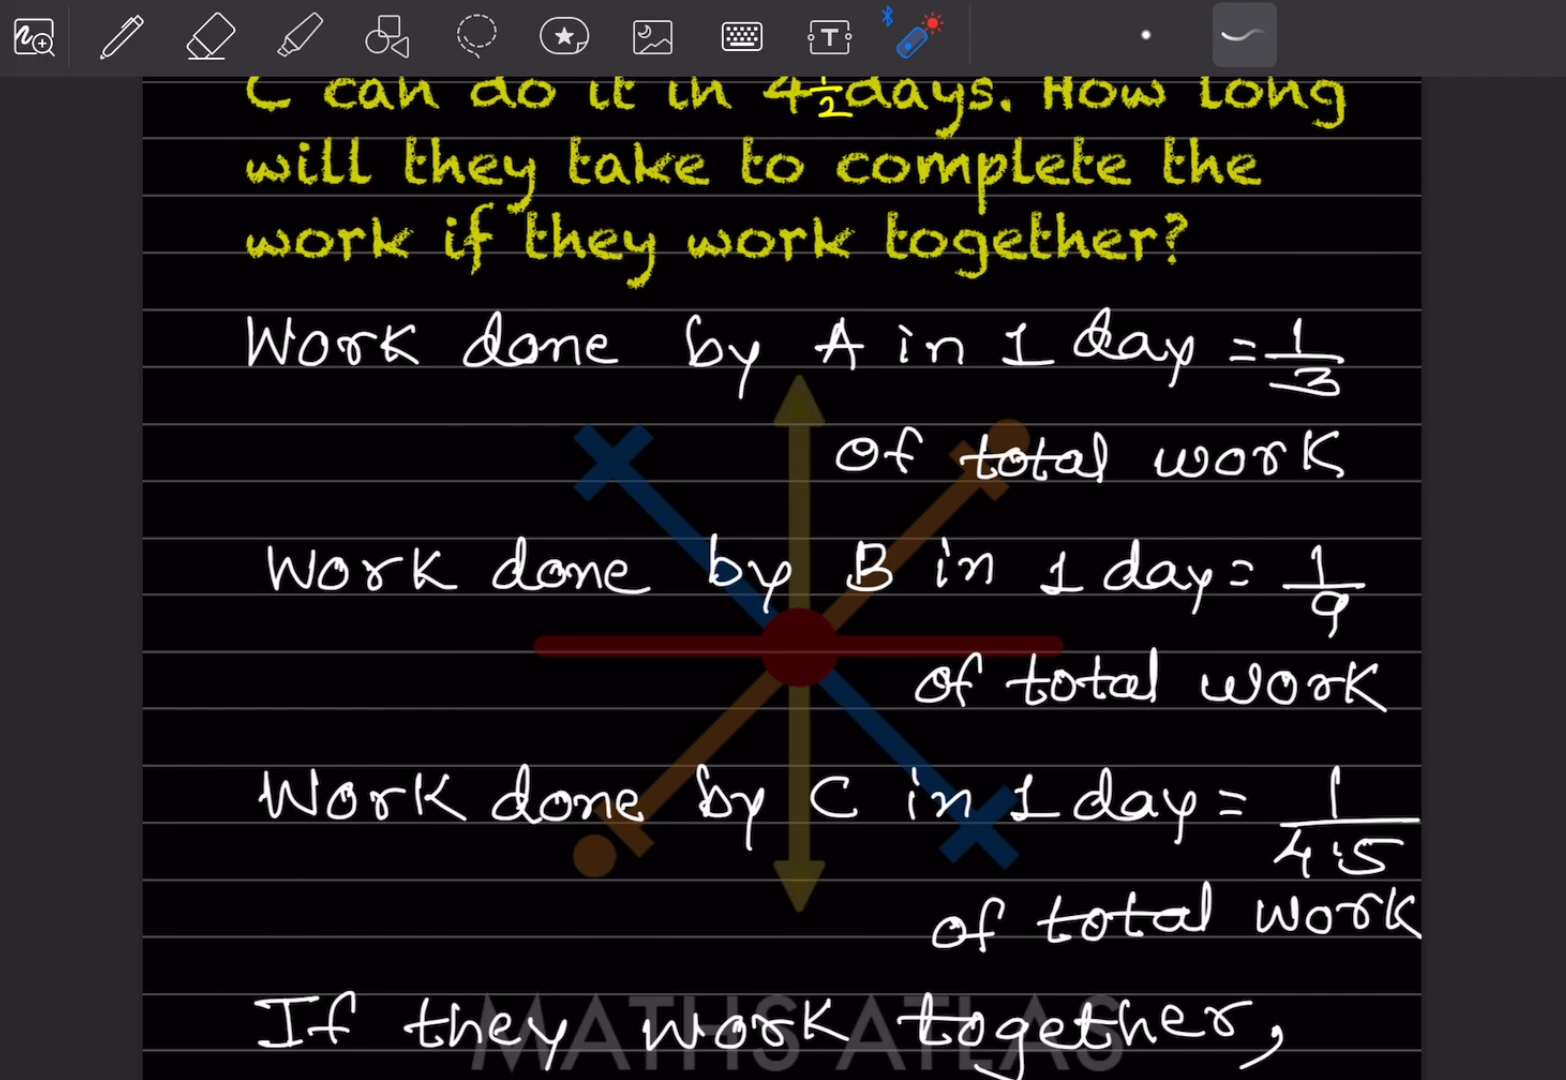 C can do it in 4 1/2 days. How long
will they take to complete the
work if they work together?
Work done by A in 1 day = 1/3
of total work
Work done by B in 1 day = 1/9
of total work
Work done by C in 1 day = 1/4.5
of total work
If they work together,
MATHS ATLAS